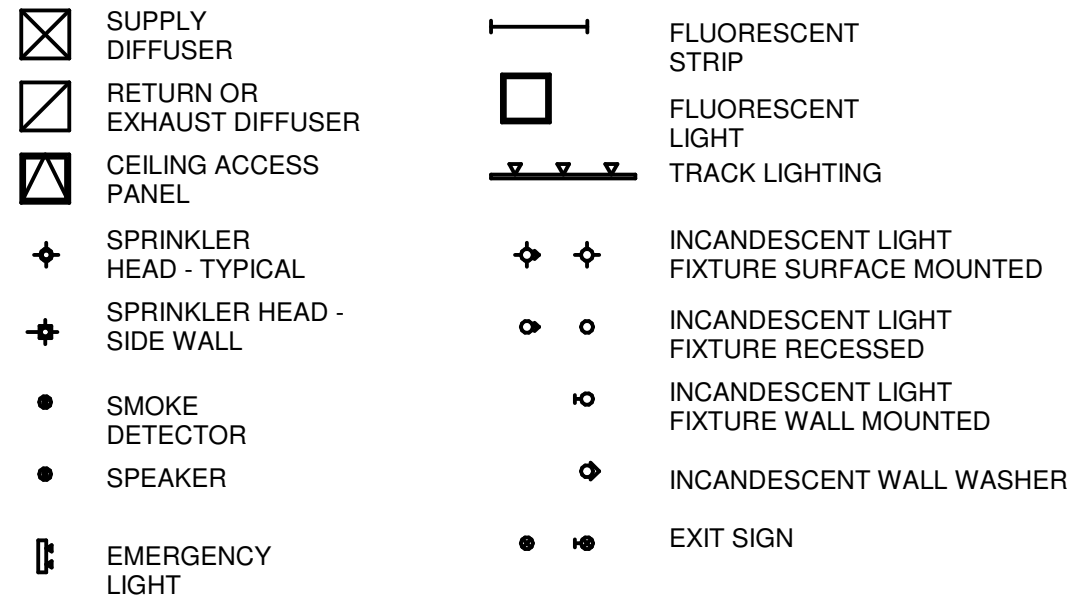 SUPPLY
DIFFUSER
RETURN OR
EXHAUST DIFFUSER
CEILING ACCESS
PANEL
SPRINKLER
HEAD - TYPICAL
SPRINKLER HEAD -
SIDE WALL
SMOKE
DETECTOR
SPEAKER
EMERGENCY
LIGHT
FLUORESCENT
STRIP
FLUORESCENT
LIGHT
TRACK LIGHTING
INCANDESCENT LIGHT
FIXTURE SURFACE MOUNTED
INCANDESCENT LIGHT
FIXTURE RECESSED
INCANDESCENT LIGHT
FIXTURE WALL MOUNTED
INCANDESCENT WALL WASHER
EXIT SIGN